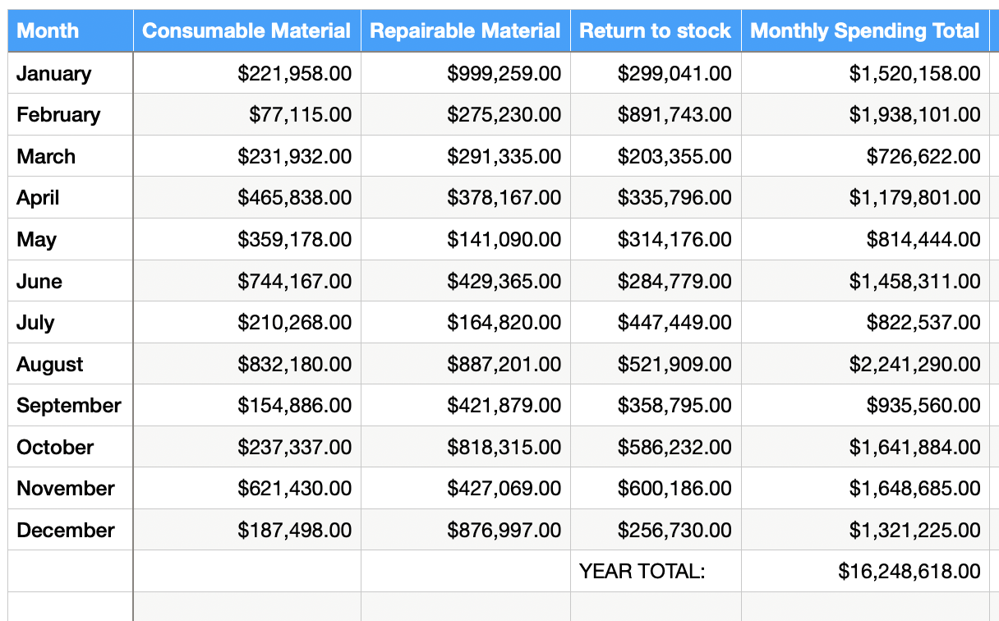 Month Consumable Material Repairable Material Return to stock Monthly Spending Total
January $221,958.00 $999,259.00 $299,041.00 $1,520,158.00
February $77,115.00 $275,230.00 $891,743.00 $1,938,101.00
March $231,932.00 $291,335.00 $203,355.00 $726,622.00
April $465,838.00 $378,167.00 $335,796.00 $1,179,801.00
May $359,178.00 $141,090.00 $314,176.00 $814,444.00
June $744,167.00 $429,365.00 $284,779.00 $1,458,311.00
July $210,268.00 $164,820.00 $447,449.00 $822,537.00
August $832,180.00 $887,201.00 $521,909.00 $2,241,290.00
September $154,886.00 $421,879.00 $358,795.00 $935,560.00
October $237,337.00 $818,315.00 $586,232.00 $1,641,884.00
November $621,430.00 $427,069.00 $600,186.00 $1,648,685.00
December $187,498.00 $876,997.00 $256,730.00 $1,321,225.00
YEAR TOTAL: $16,248,618.00